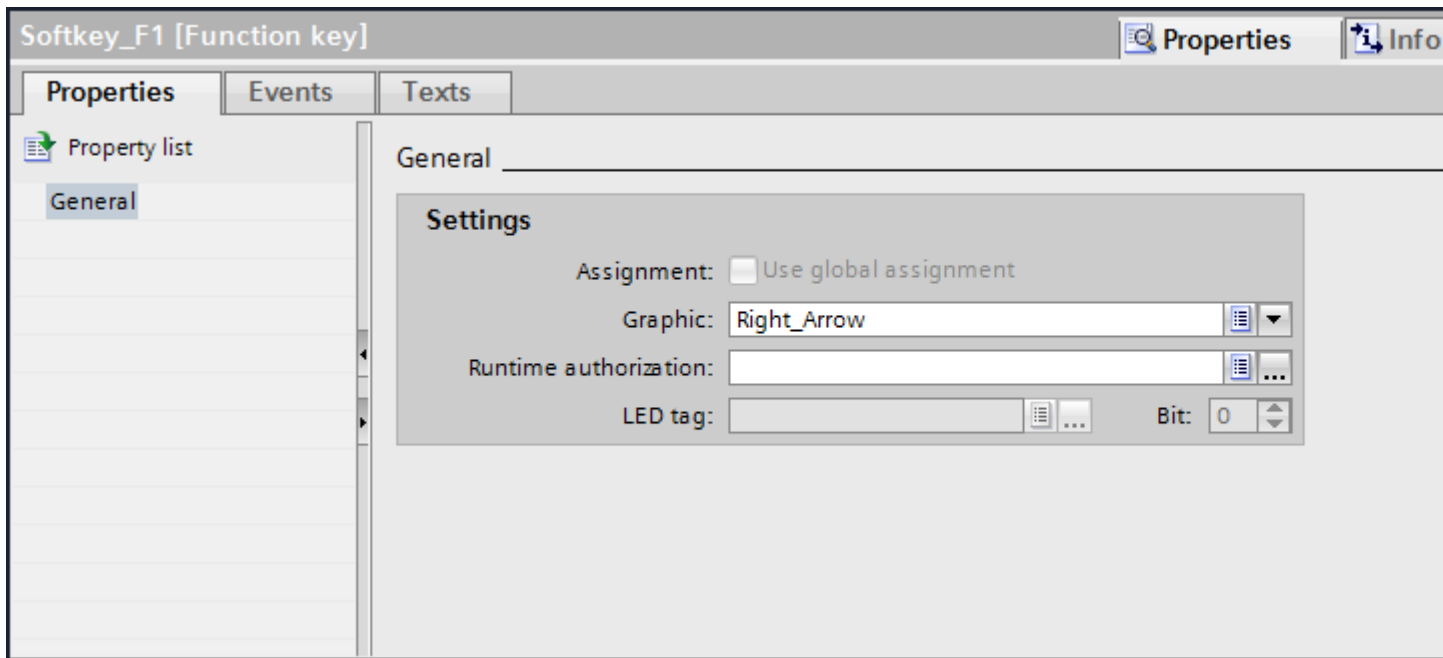 Softkey_F1 [Function key]
Properties
Info
Properties
Events
Texts
Property list
General
General
Settings
Assignment: Use global assignment
Graphic: Right_Arrow
Runtime authorization: ...
LED tag: ... Bit: 0